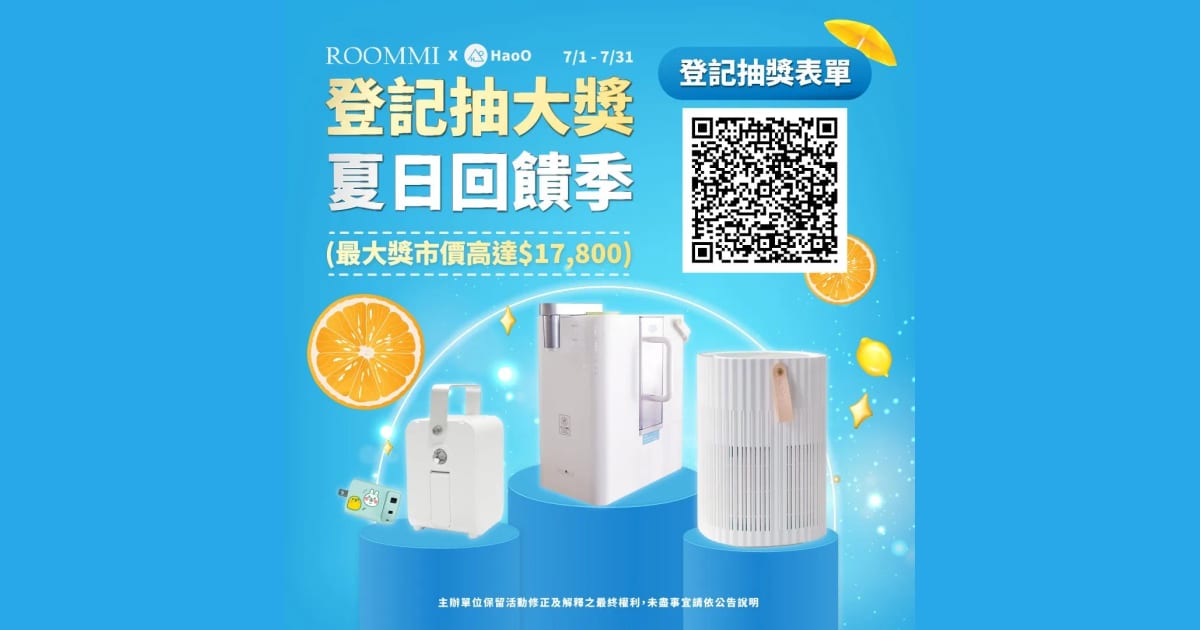 ROOMMI x HaoO 7/1 - 7/31
登記抽大獎
夏日回饋季
(最大獎市價高達$17,800)
登記抽獎表單
主辦單位保留活動修正及解釋之最終權利,未盡事宜請依公告說明